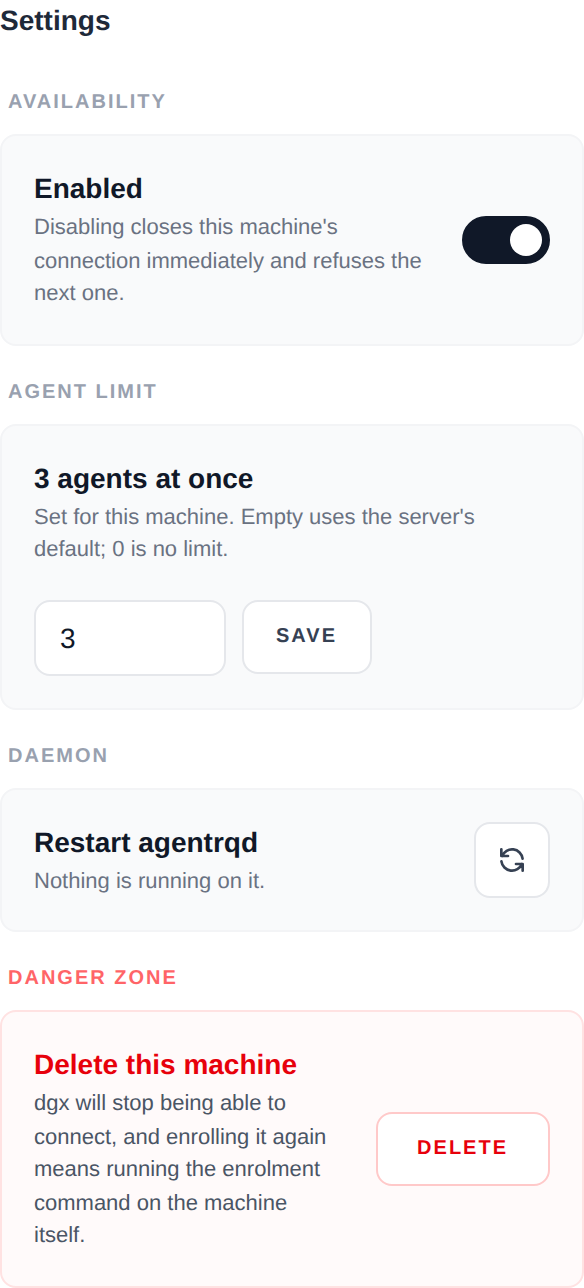 Settings
AVAILABILITY
Enabled
Disabling closes this machine's
connection immediately and refuses the
next one.
AGENT LIMIT
3 agents at once
Set for this machine. Empty uses the server's
default; 0 is no limit.
3
SAVE
DAEMON
Restart agentrqd
Nothing is running on it.
DANGER ZONE
Delete this machine
dgx will stop being able to
connect, and enrolling it again
means running the enrolment
command on the machine
itself.
DELETE